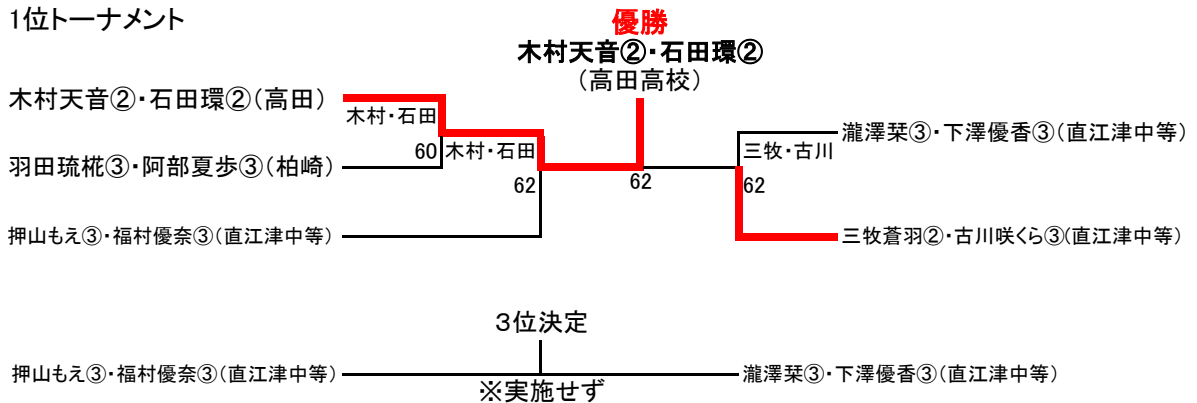 1位トーナメント
優勝
木村天音②・石田環②
（高田高校）
木村天音②・石田環②（高田）
木村・石田
羽田琉椛③・阿部夏歩③（柏崎）
60
木村・石田
押山もえ③・福村優奈③（直江津中等）
62
62
三牧・古川
62
瀧澤栞③・下澤優香③（直江津中等）
三牧蒼羽②・古川咲くら③(直江津中等）
３位決定
押山もえ③・福村優奈③（直江津中等）
※実施せず
瀧澤栞③・下澤優香③（直江津中等）